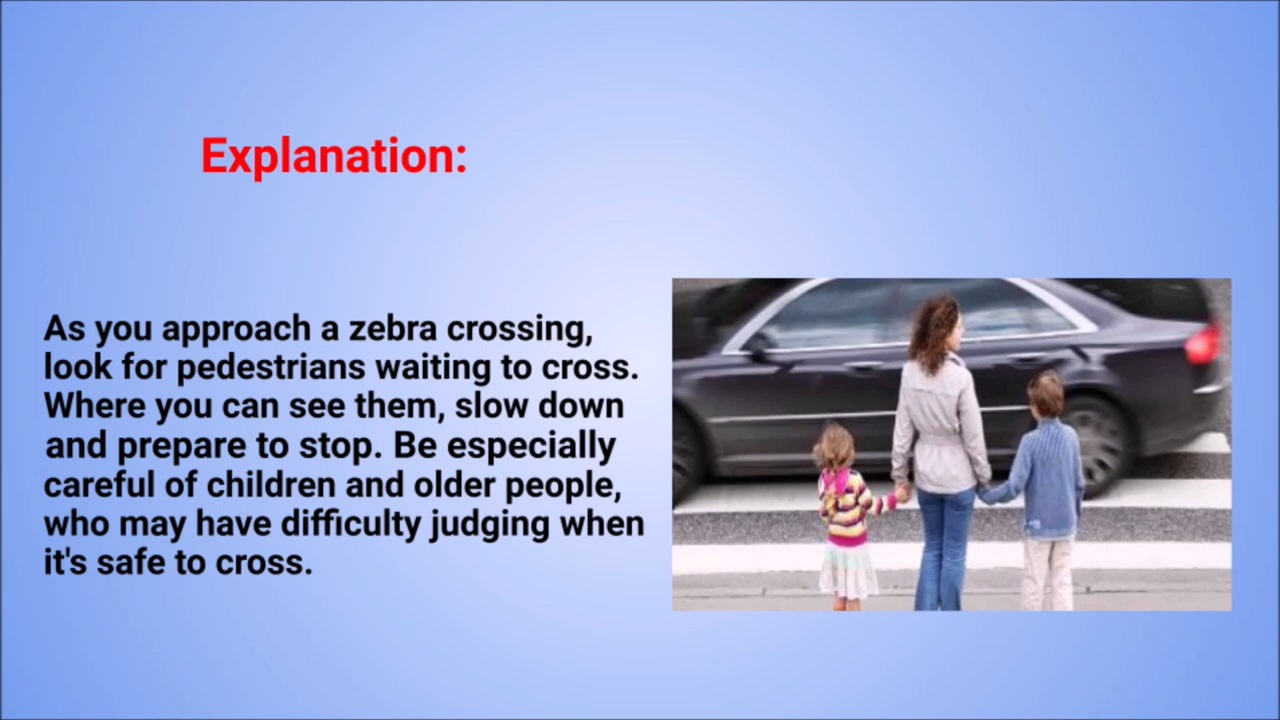 Explanation:
As you approach a zebra crossing,
look for pedestrians waiting to cross.
Where you can see them, slow down
and prepare to stop. Be especially
careful of children and older people,
who may have difficulty judging when
it's safe to cross.